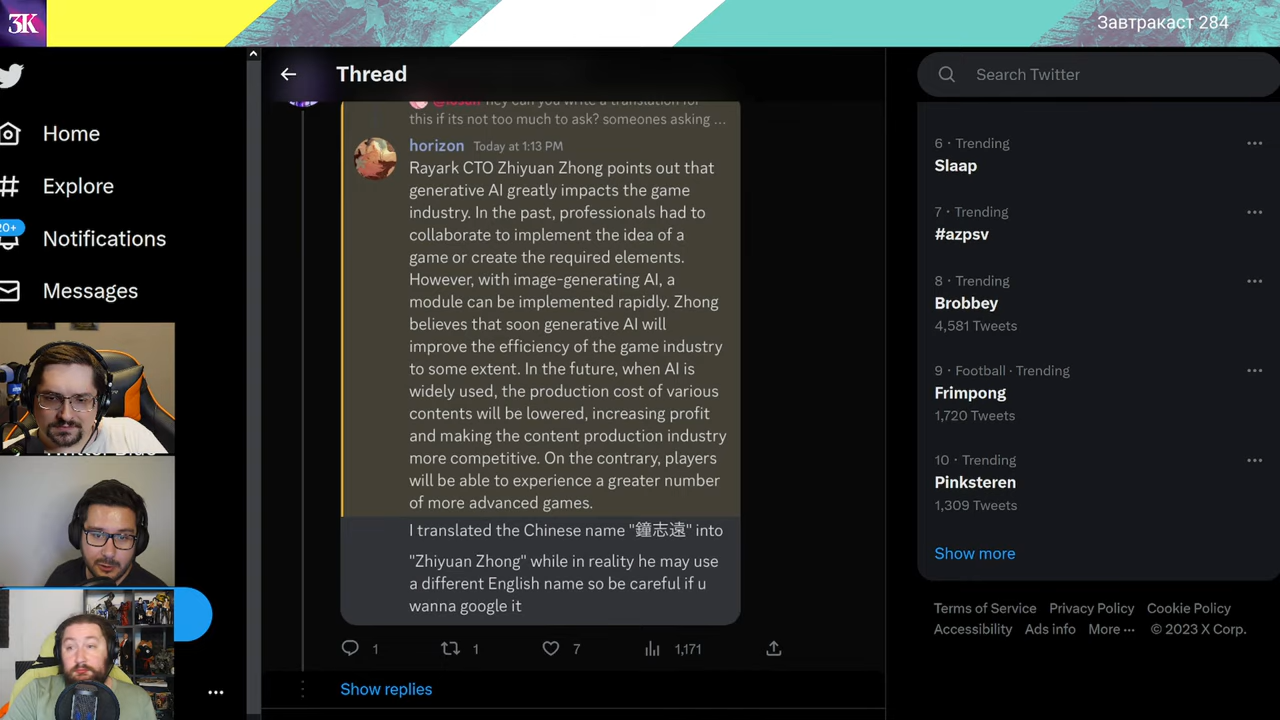 3K
Завтракаст 284
Thread
Search Twitter
Home
Explore
20+
Notifications
Messages
this if its not too much to ask? someones asking ...
horizon Today at 1:13 PM
Rayark CTO Zhiyuan Zhong points out that
generative AI greatly impacts the game
industry. In the past, professionals had to
collaborate to implement the idea of a
game or create the required elements.
However, with image-generating AI, a
module can be implemented rapidly. Zhong
believes that soon generative AI will
improve the efficiency of the game industry
to some extent. In the future, when AI is
widely used, the production cost of various
contents will be lowered, increasing profit
and making the content production industry
more competitive. On the contrary, players
will be able to experience a greater number
of more advanced games.
I translated the Chinese name "鐘志遠" into
"Zhiyuan Zhong" while in reality he may use
a different English name so be careful if u
wanna google it
1 1 7 1,171
Show replies
6 · Trending
Slaap
7 · Trending
#azpsv
8 · Trending
Brobbey
4,581 Tweets
9 · Football · Trending
Frimpong
1,720 Tweets
10 · Trending
Pinksteren
1,309 Tweets
Show more
Terms of Service Privacy Policy Cookie Policy
Accessibility Ads info More ··· © 2023 X Corp.